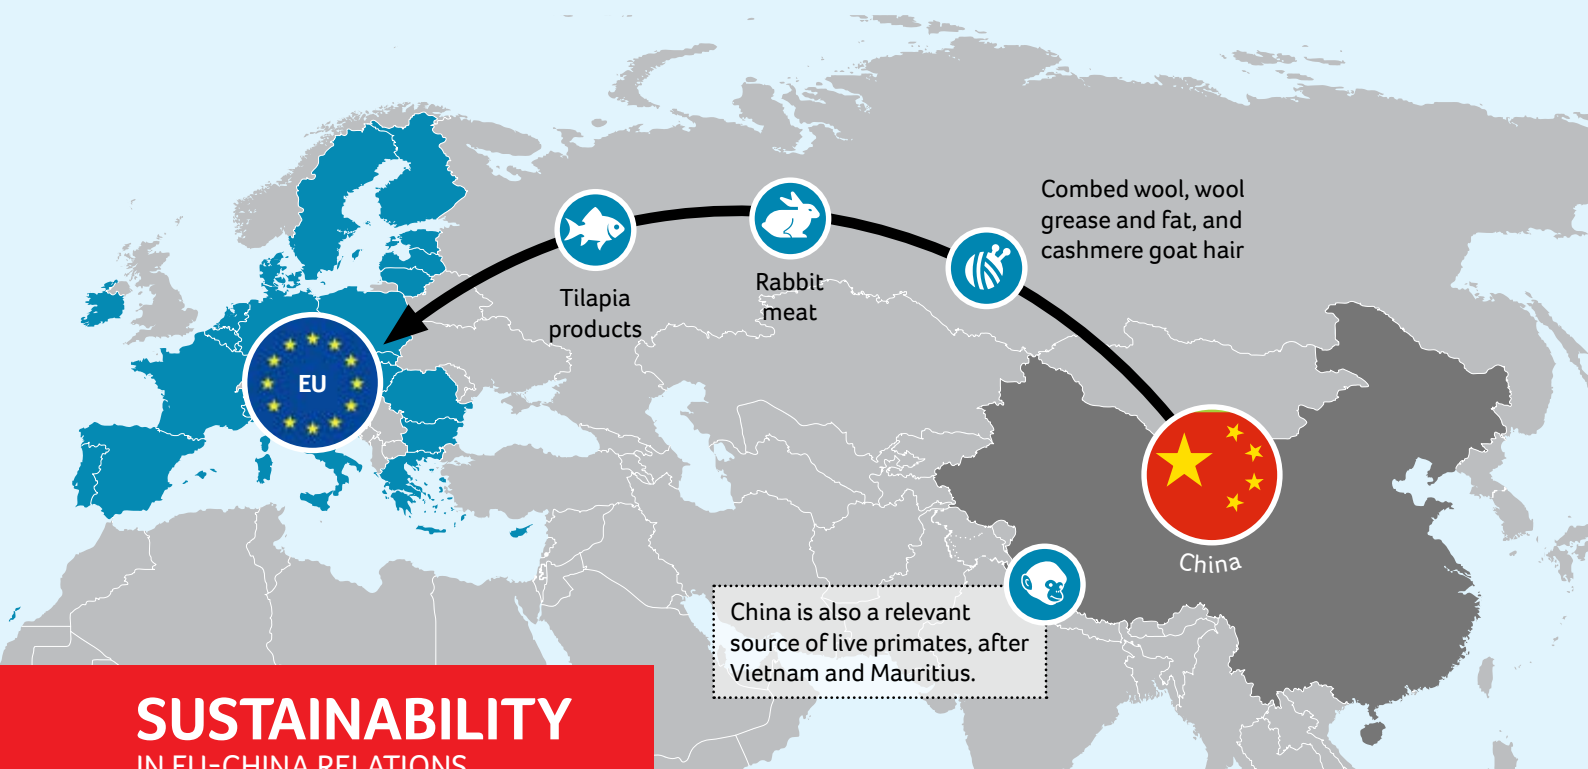 Combed wool, wool
grease and fat, and
cashmere goat hair
Rabbit
meat
Tilapia
products
EU
China
China is also a relevant
source of live primates, after
Vietnam and Mauritius.
SUSTAINABILITY
IN EU-CHINA RELATIONS